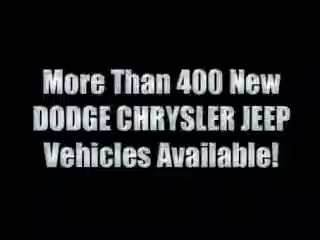 More Than 400 New
DODGE CHRYSLER JEEP
Vehicles Available!